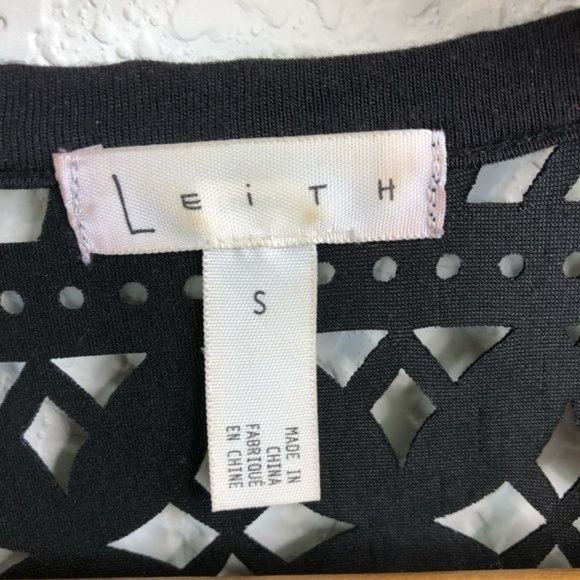 LEiTH
S
MADE IN
CHINA
FABRIQUÉ
EN CHINE